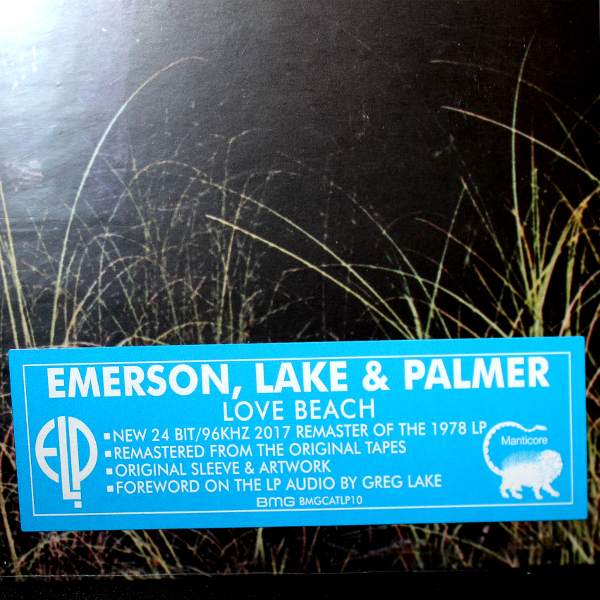 EMERSON, LAKE & PALMER
LOVE BEACH
ELP
▪NEW 24 BIT/96KHZ 2017 REMASTER OF THE 1978 LP
▪REMASTERED FROM THE ORIGINAL TAPES
▪ORIGINAL SLEEVE & ARTWORK
▪FOREWORD ON THE LP AUDIO BY GREG LAKE
Manticore
BMG BMGCATLP10